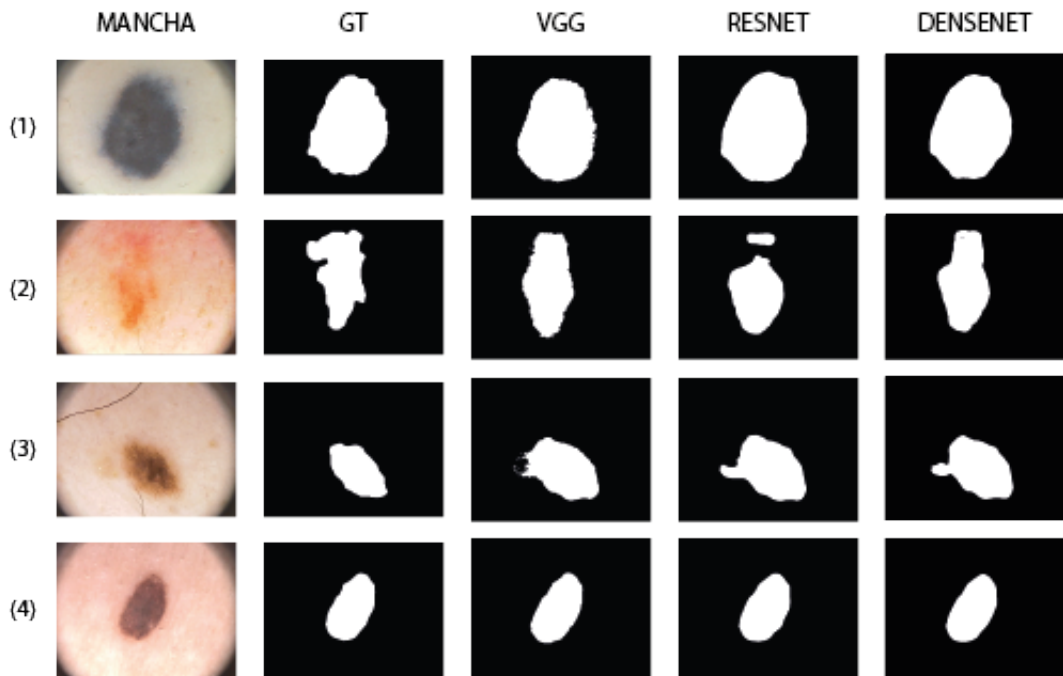 MANCHA GT VGG RESNET DENSENET
(1)
(2)
(3)
(4)